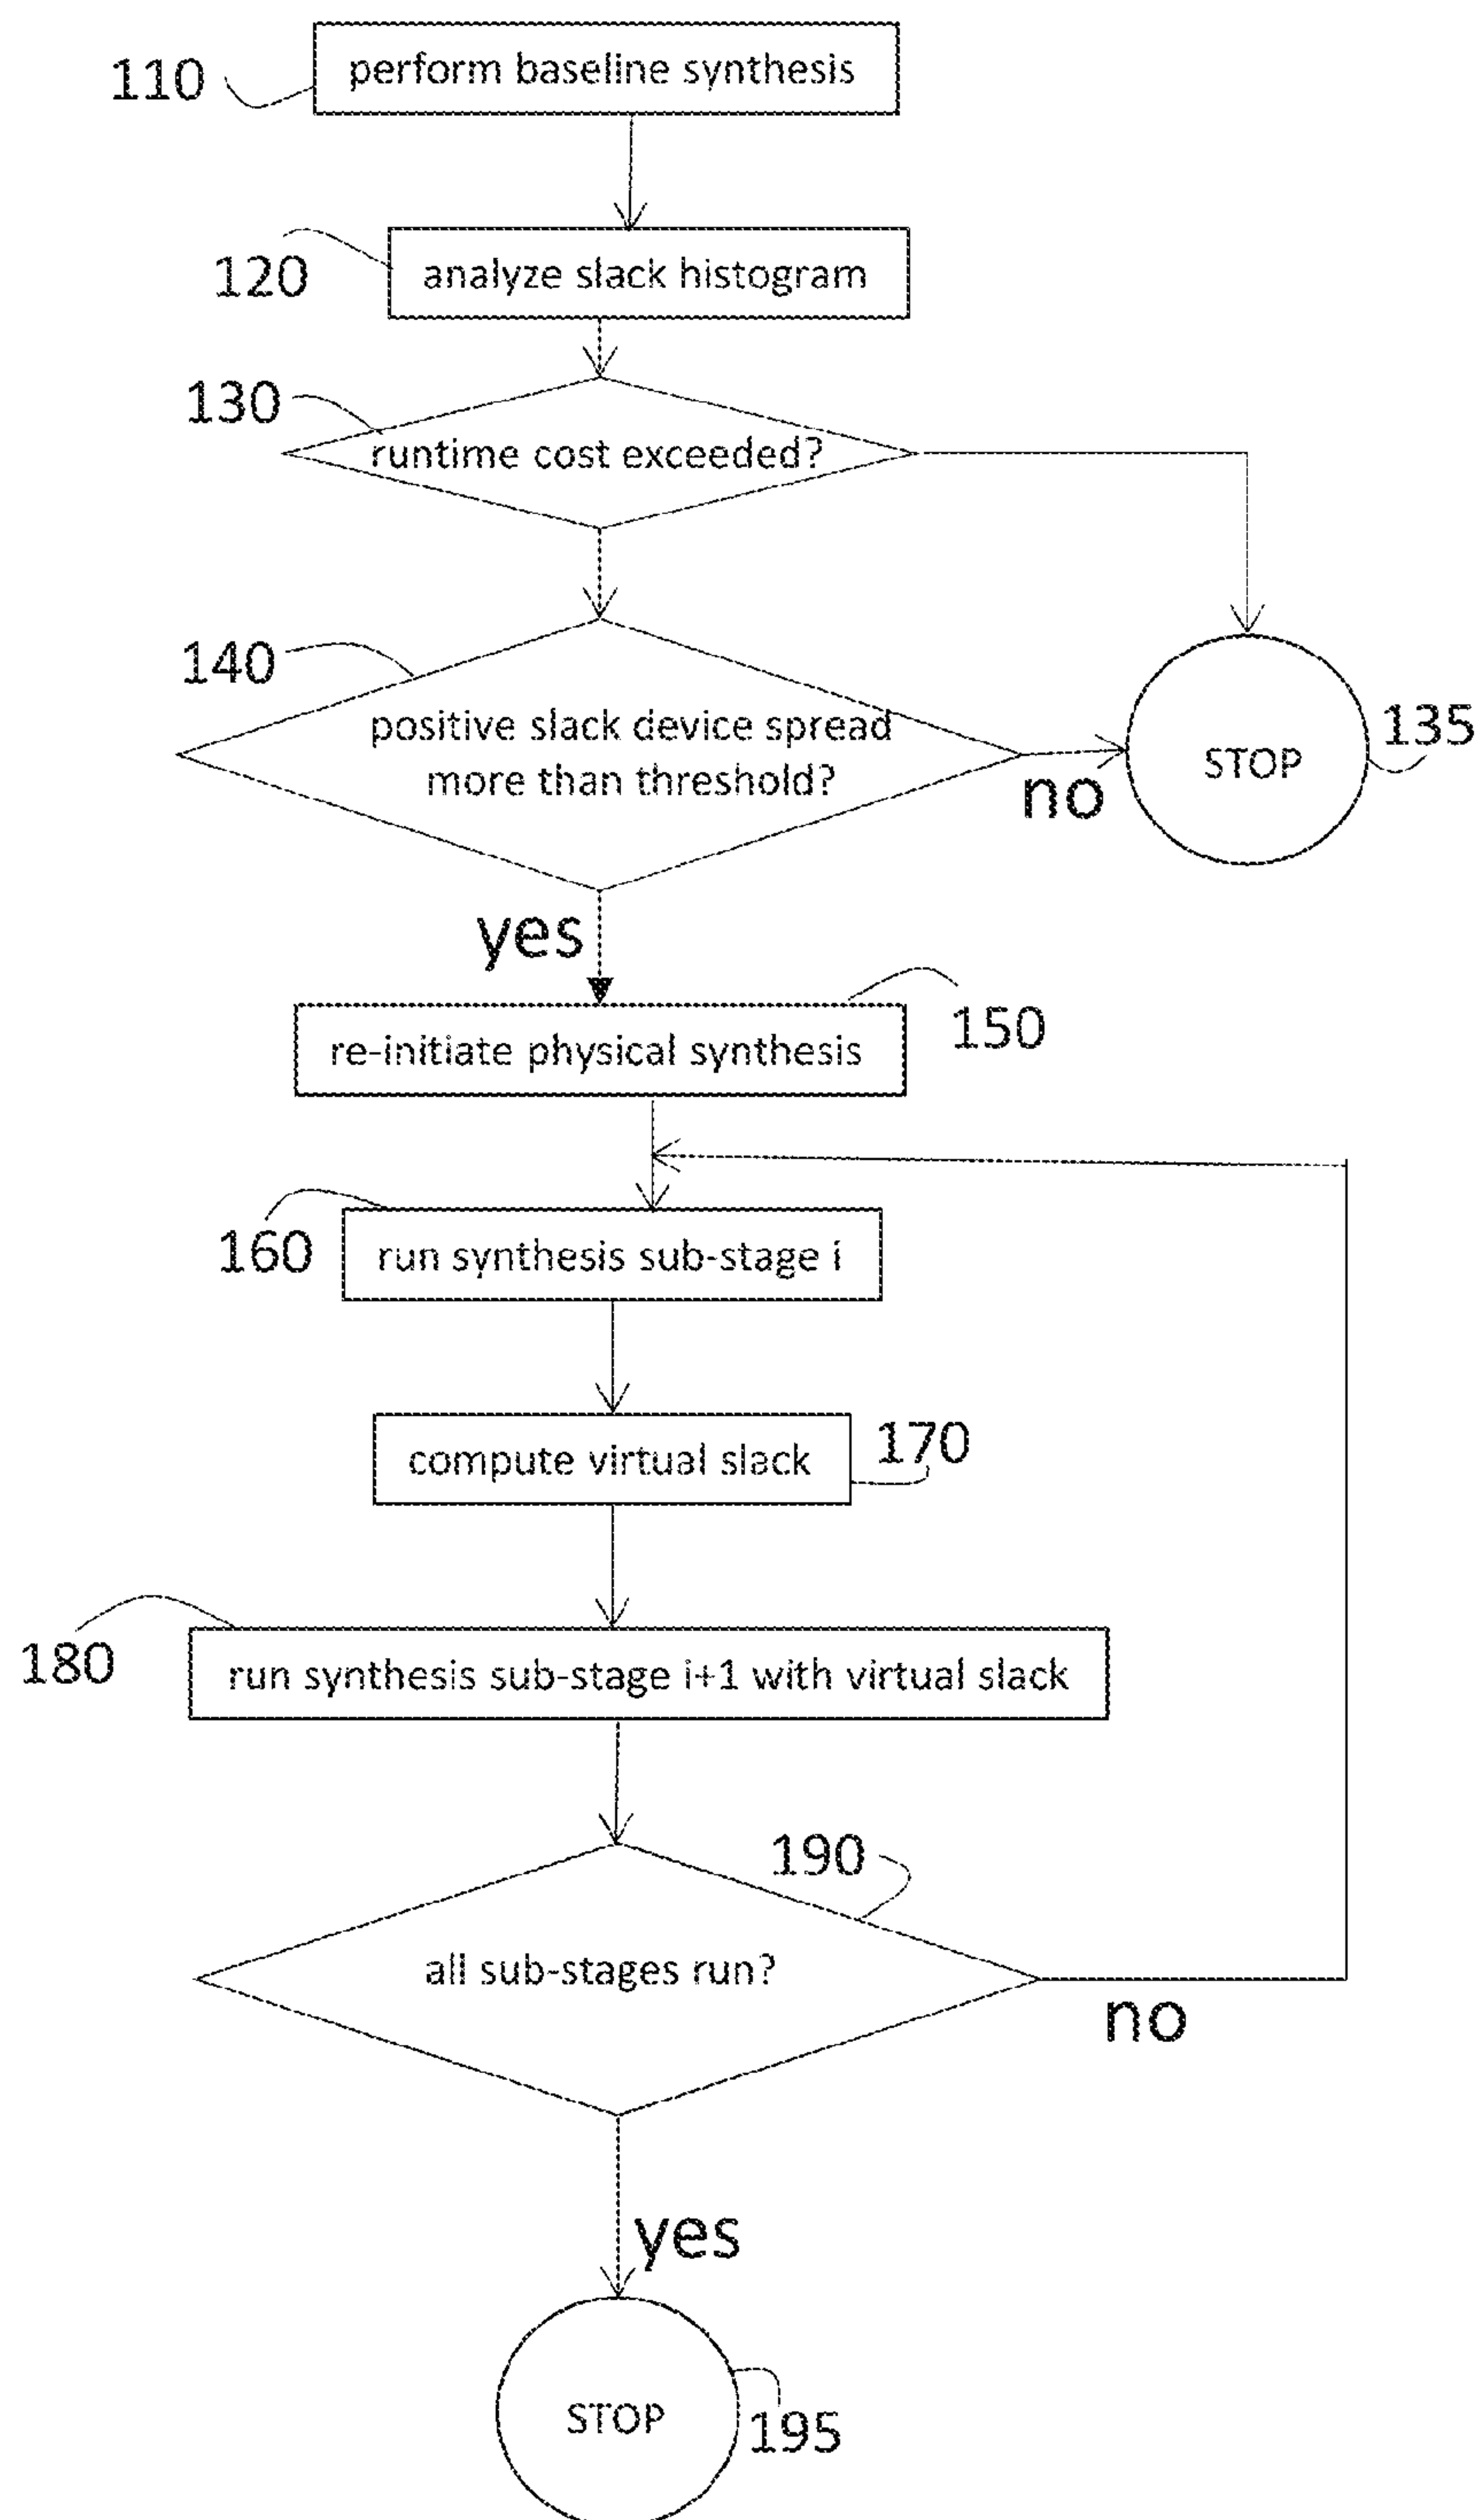 110
perform baseline synthesis
120
analyze slack histogram
130
runtime cost exceeded?
140
positive slack device spread
more than threshold?
no
STOP
135
yes
re-initiate physical synthesis
150
160
run synthesis sub-stage i
compute virtual slack
170
180
run synthesis sub-stage i+1 with virtual slack
190
all sub-stages run?
no
yes
STOP
195